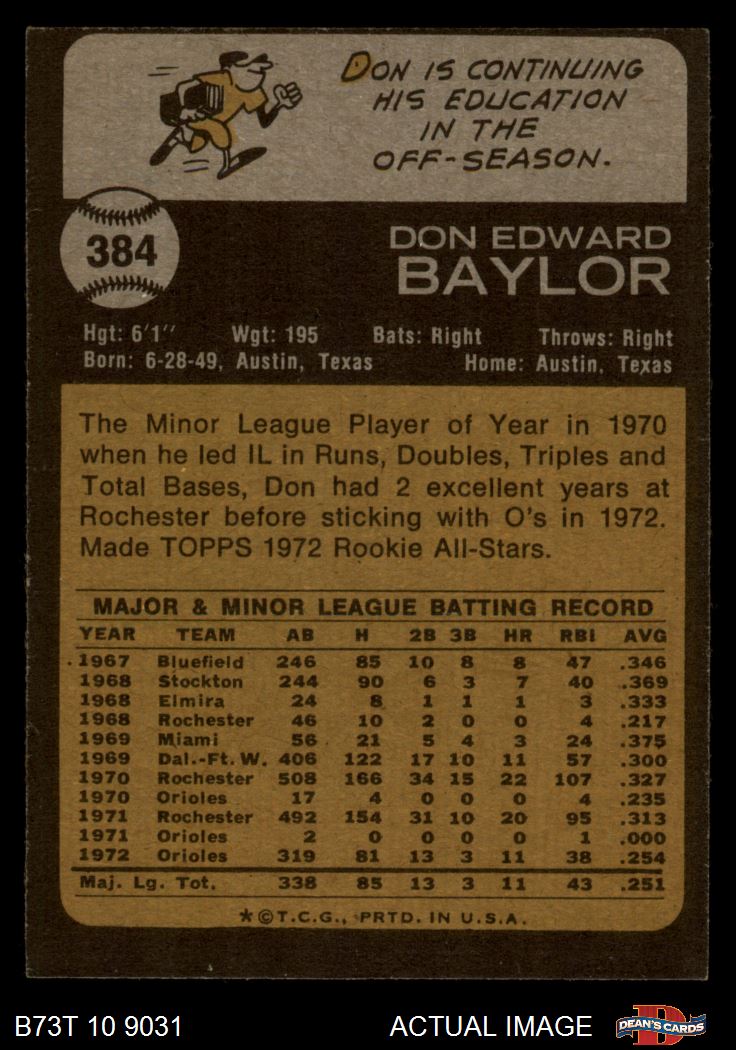 DON IS CONTINUING
HIS EDUCATION
IN THE
OFF-SEASON.
384
DON EDWARD
BAYLOR
Hgt: 6'1" Wgt: 195 Bats: Right Throws: Right
Born: 6-28-49, Austin, Texas Home: Austin, Texas
The Minor League Player of Year in 1970
when he led IL in Runs, Doubles, Triples and
Total Bases, Don had 2 excellent years at
Rochester before sticking with O's in 1972.
Made TOPPS 1972 Rookie All-Stars.
MAJOR & MINOR LEAGUE BATTING RECORD
YEAR TEAM AB H 2B 3B HR RBI AVG
1967 Bluefield 246 85 10 8 8 47 .346
1968 Stockton 244 90 6 3 7 40 .369
1968 Elmira 24 8 1 1 1 3 .333
1968 Rochester 46 10 2 0 0 4 .217
1969 Miami 56 21 5 4 3 24 .375
1969 Dal.-Ft. W. 406 122 17 10 11 57 .300
1970 Rochester 508 166 34 15 22 107 .327
1970 Orioles 17 4 0 0 0 4 .235
1971 Rochester 492 154 31 10 20 95 .313
1971 Orioles 2 0 0 0 0 1 .000
1972 Orioles 319 81 13 3 11 38 .254
Maj. Lg. Tot. 338 85 13 3 11 43 .251
*©T.C.G., PRTD. IN U.S.A.
B73T 10 9031 ACTUAL IMAGE D DEAN'S CARDS